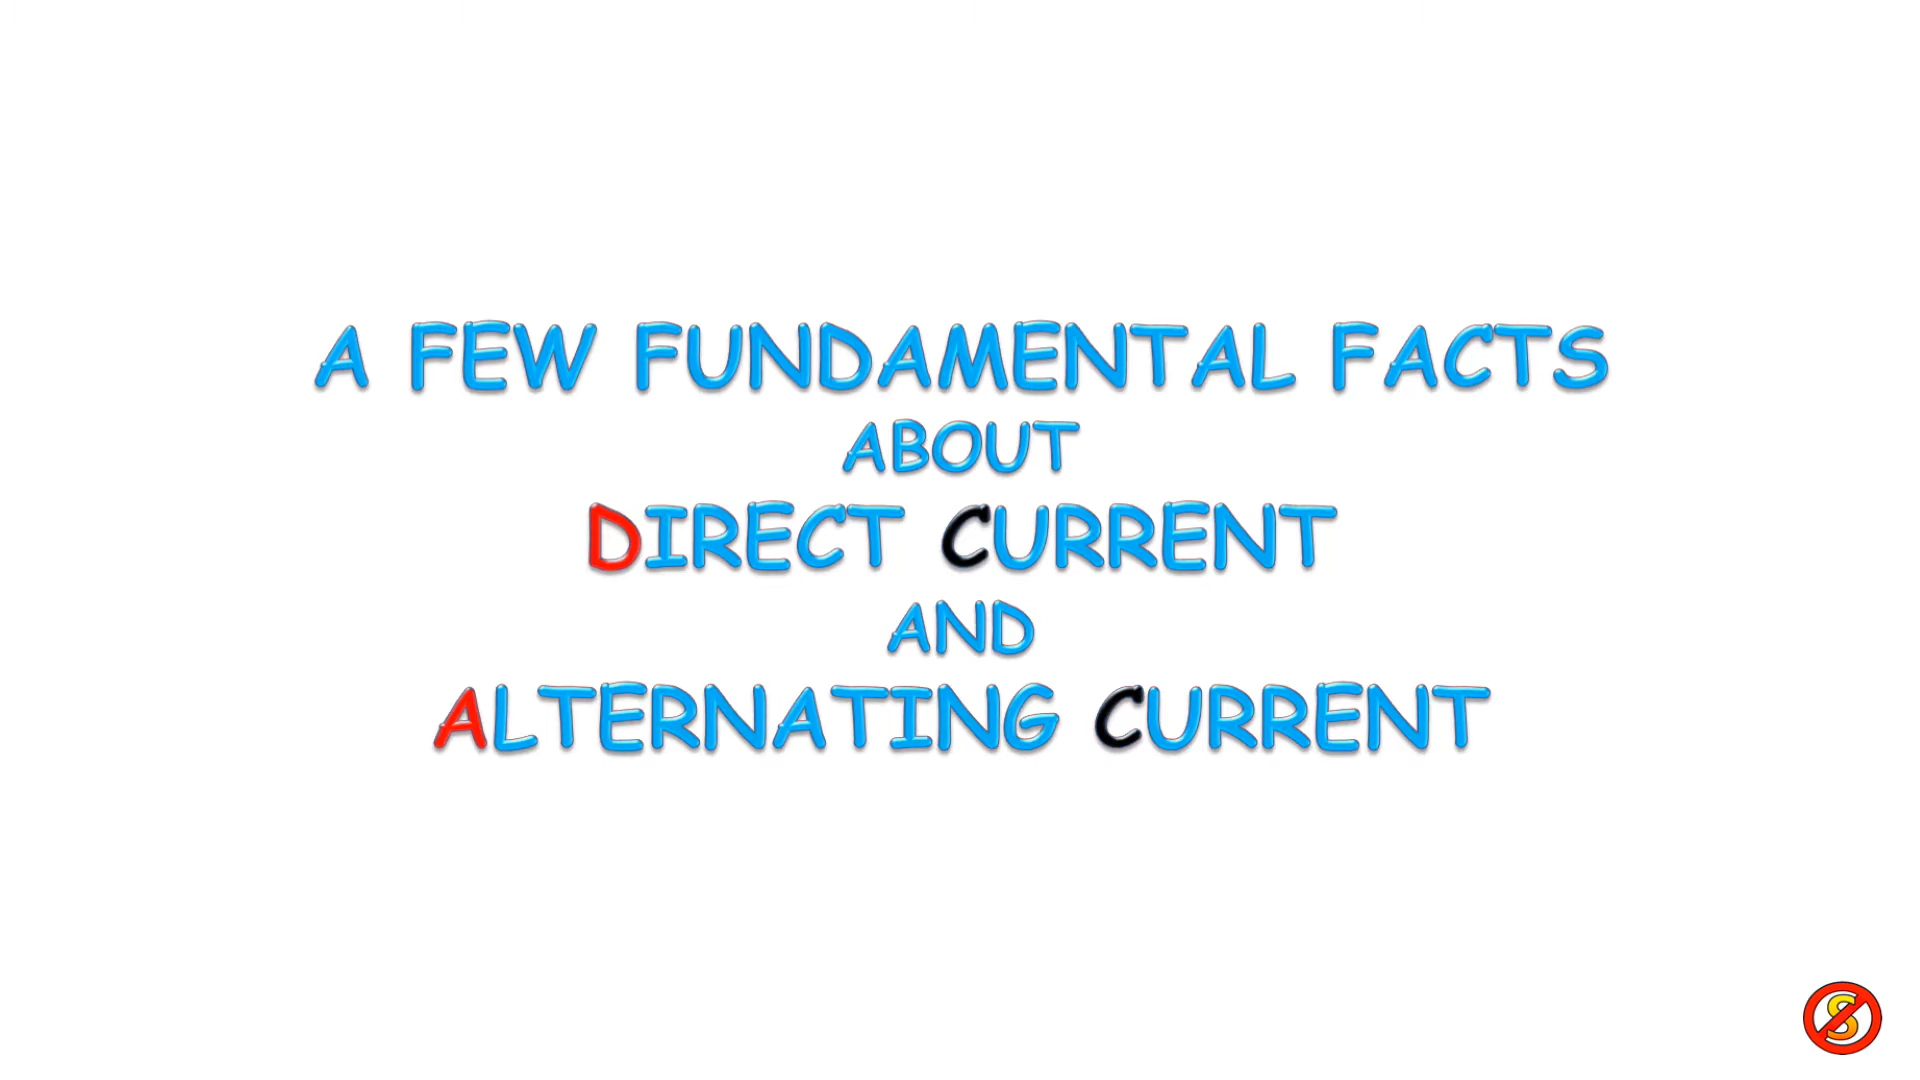 A FEW FUNDAMENTAL FACTS
ABOUT
DIRECT CURRENT
AND
ALTERNATING CURRENT
S